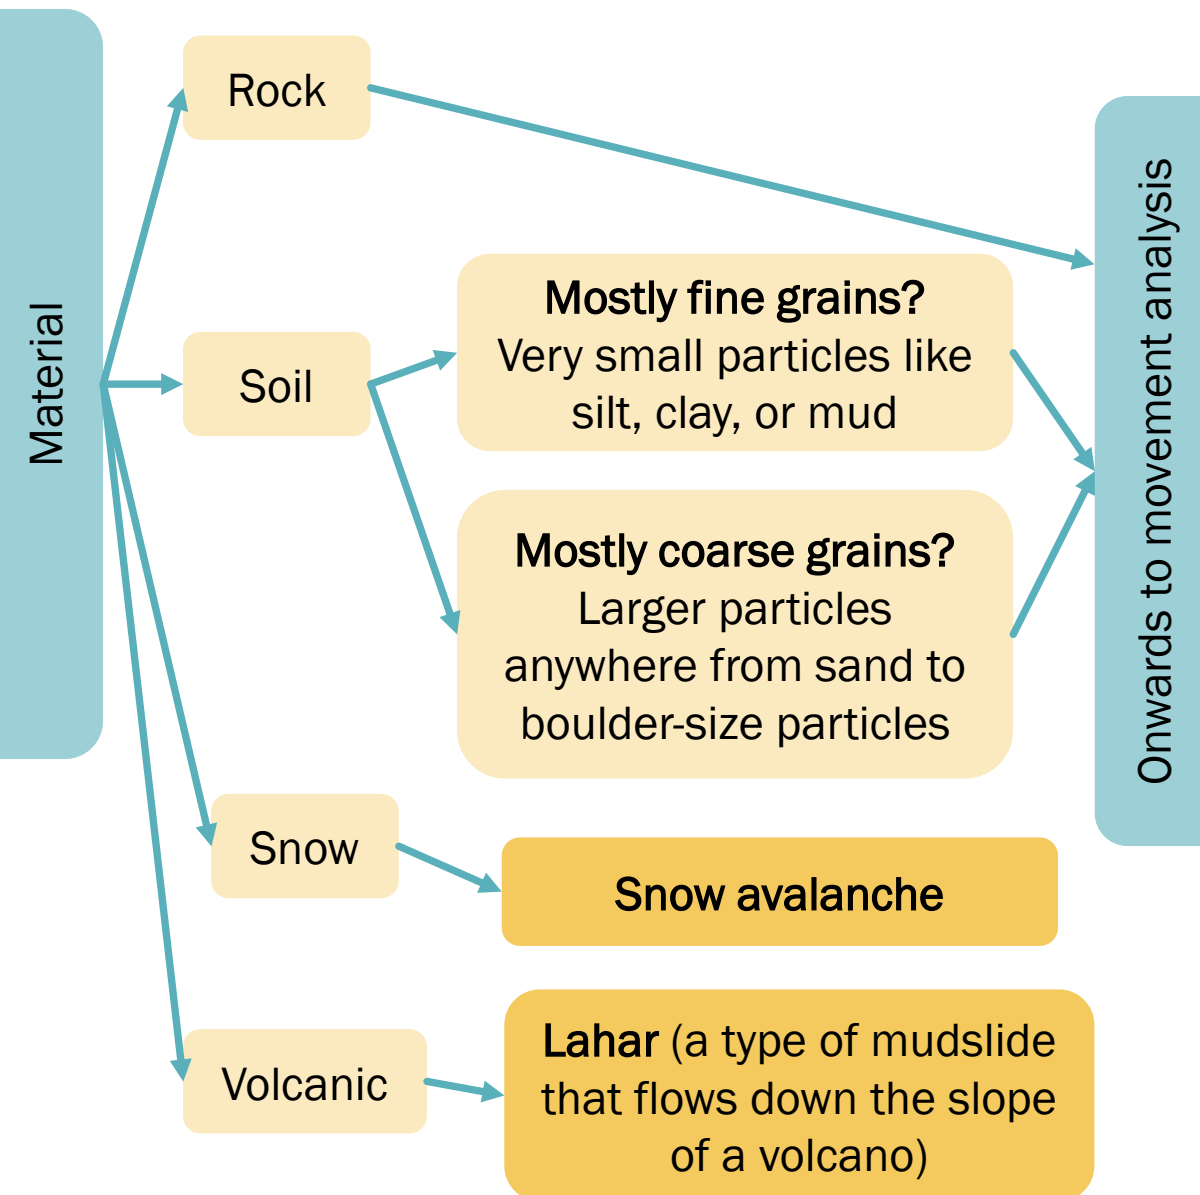 Material
Rock
Soil
Mostly fine grains?
Very small particles like
silt, clay, or mud
Mostly coarse grains?
Larger particles
anywhere from sand to
boulder-size particles
Snow
Snow avalanche
Volcanic
Lahar (a type of mudslide
that flows down the slope
of a volcano)
Onwards to movement analysis